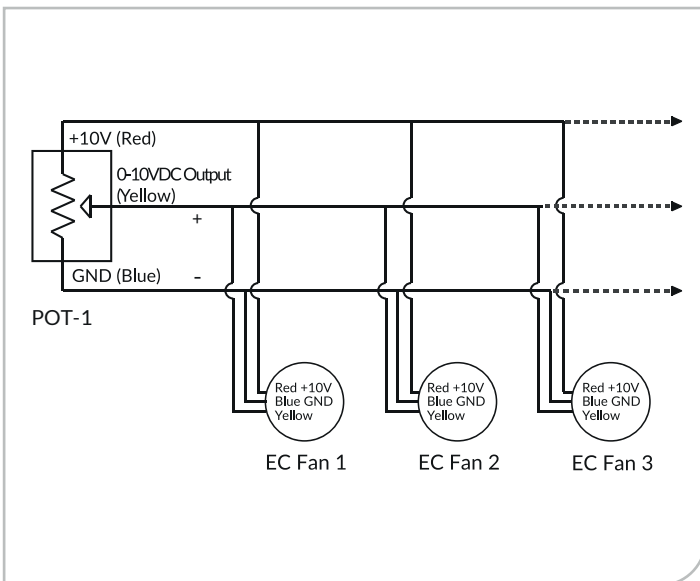 +10V (Red)
0-10VDC Output
(Yellow)
+
GND (Blue) -
POT-1
Red +10V
Blue GND
Yellow
EC Fan 1
Red +10V
Blue GND
Yellow
EC Fan 2
Red +10V
Blue GND
Yellow
EC Fan 3